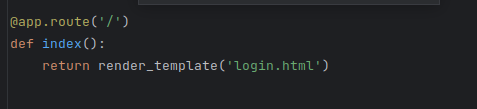 @app.route('/')
def index():
    return render_template('login.html')